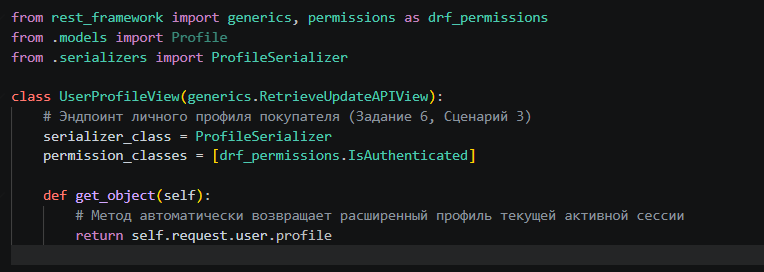 from rest_framework import generics, permissions as drf_permissions
from .models import Profile
from .serializers import ProfileSerializer
class UserProfileView(generics.RetrieveUpdateAPIView):
# Эндпоинт личного профиля покупателя (Задание 6, Сценарий 3)
serializer_class = ProfileSerializer
permission_classes = [drf_permissions.IsAuthenticated]
def get_object(self):
# Метод автоматически возвращает расширенный профиль текущей активной сессии
return self.request.user.profile